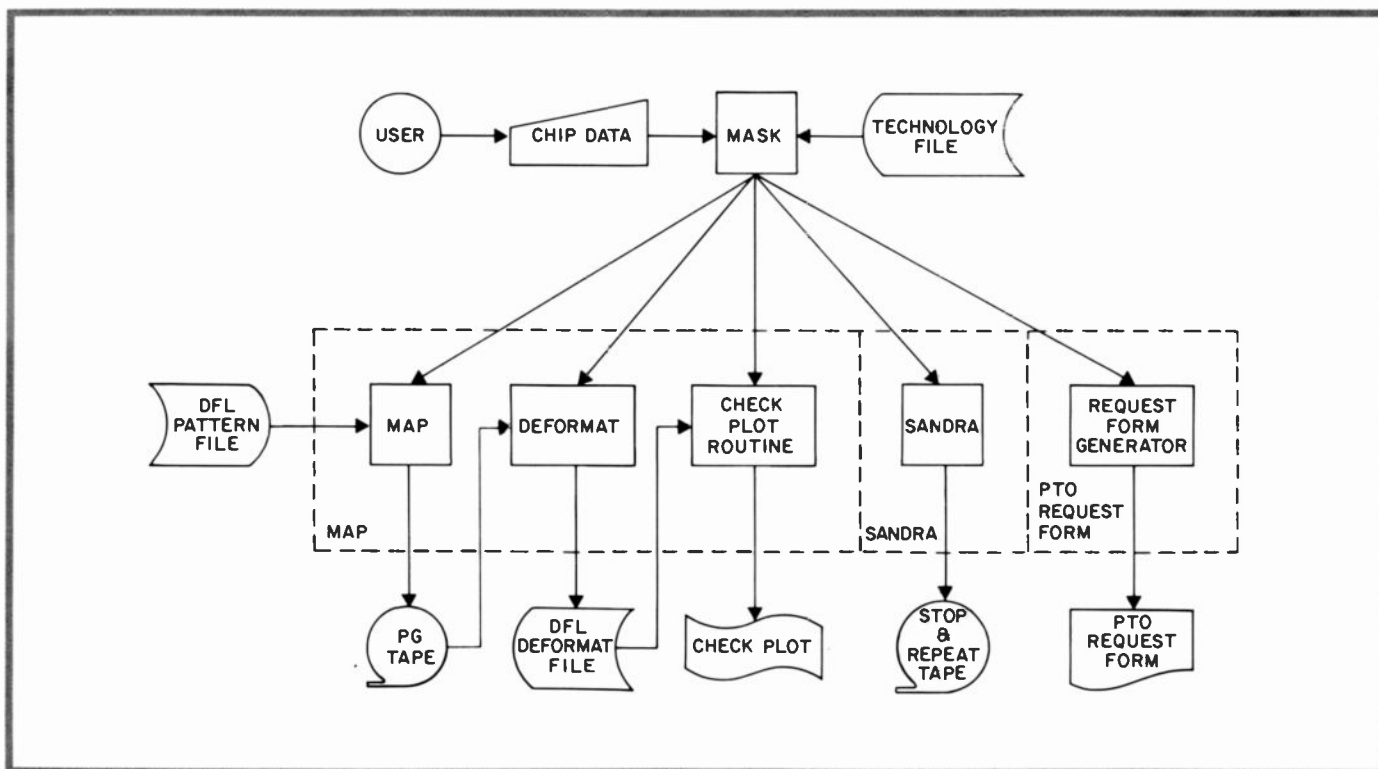 USER
CHIP DATA
MASK
TECHNOLOGY
FILE
DFL
PATTERN
FILE
MAP
DEFORMAT
CHECK
PLOT
ROUTINE
SANDRA
REQUEST
FORM
GENERATOR
MAP
SANDRA
PTO
REQUEST
FORM
PG
TAPE
DFL
DEFORMAT
FILE
CHECK PLOT
STOP
&
REPEAT
TAPE
PTO
REQUEST
FORM